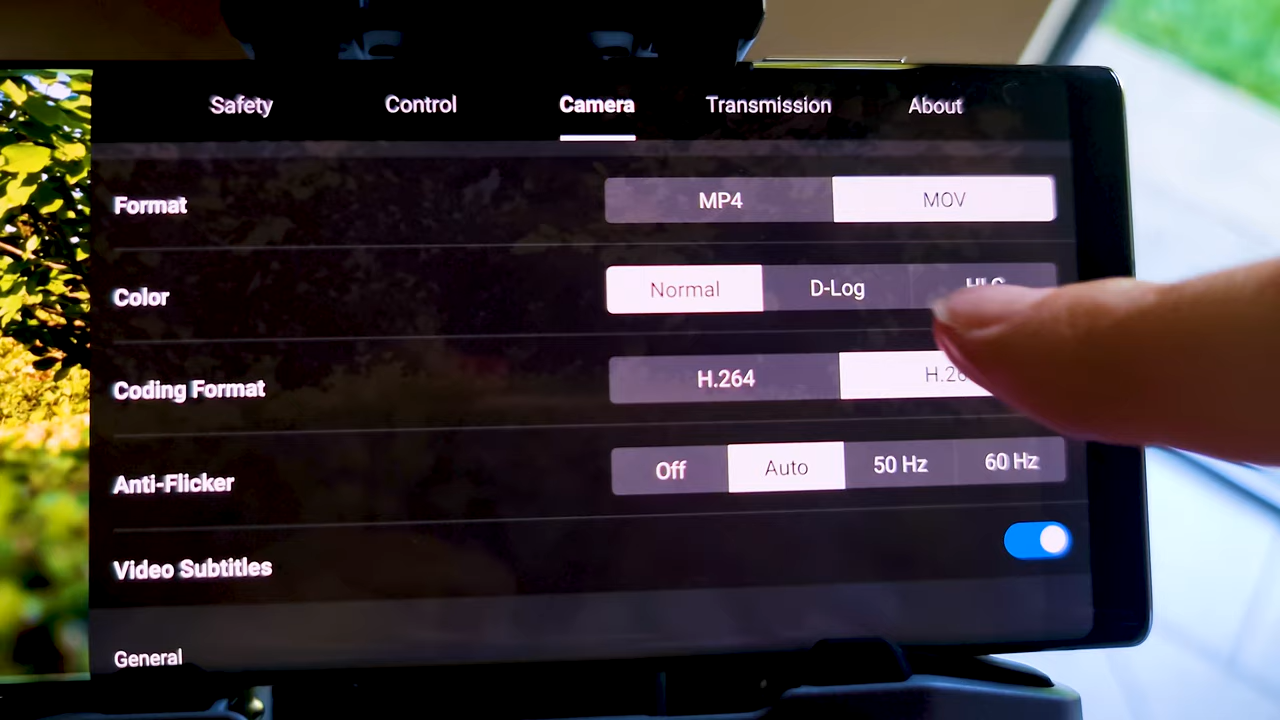 Safety Control Camera Transmission About
Format MP4 MOV
Color Normal D-Log HLG
Coding Format H.264
Anti-Flicker Off Auto 50 Hz 60 Hz
Video Subtitles
General